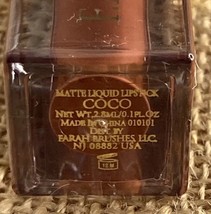 MATTE LIQUID LIPSTICK
COCO
NET WT. 2.8ML/0.1FL.OZ
MADE IN CHINA 010101
DIST. BY
FARAH BRUSHES, LLC.
NJ 08882 USA
12 M